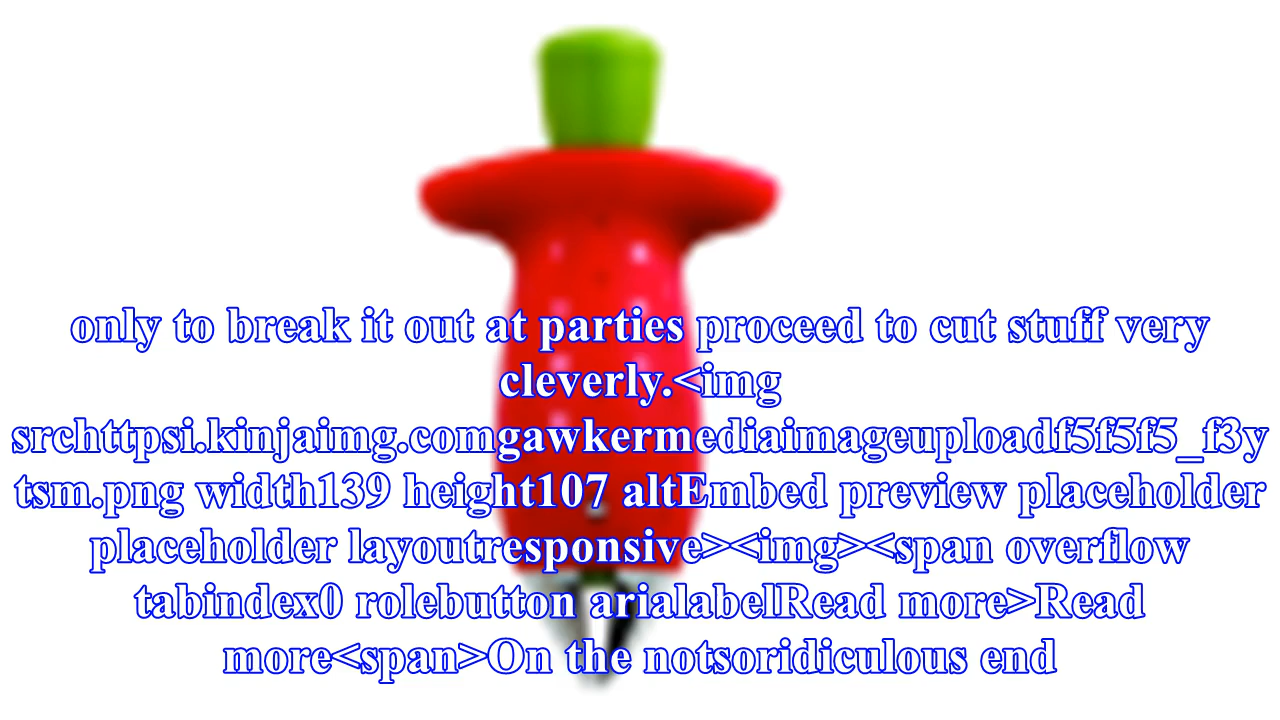 only to break it out at parties proceed to cut stuff very
cleverly.<img
srchttpsi.kinjaimg.comgawkermediaimageuploadf5f5f5_f3y
tsm.png width139 height107 altEmbed preview placeholder
placeholder layoutresponsive><img><span overflow
tabindex0 rolebutton arialabelRead more>Read
more<span>On the notsoridiculous end